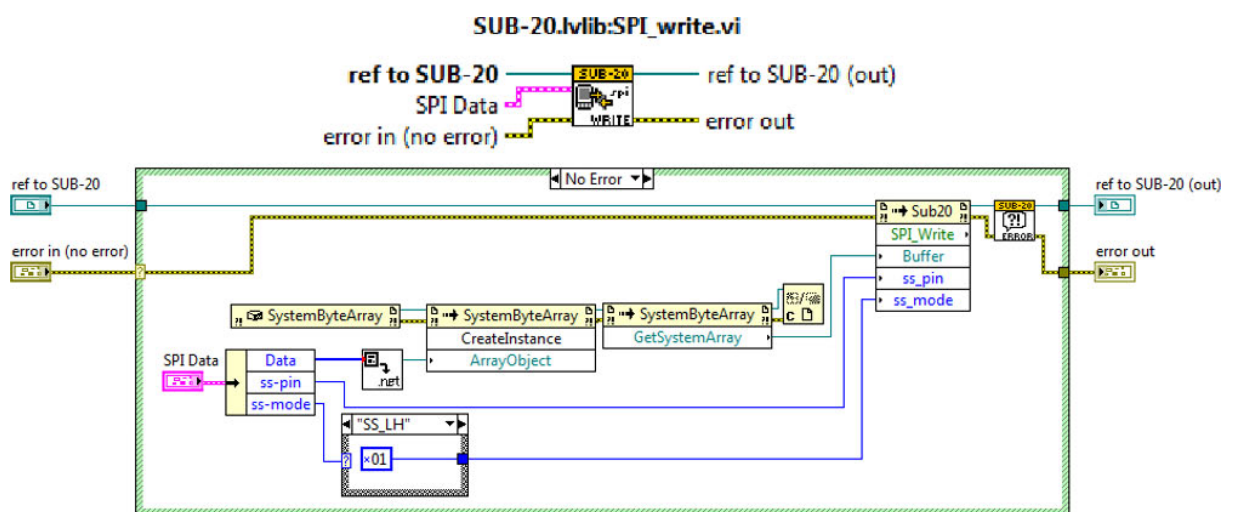 SUB-20.lvlib:SPI_write.vi
ref to SUB-20
SUB-20
ref to SUB-20 (out)
SPI Data
spi
error in (no error)
WRITE
error out
No Error
ref to SUB-20
ref to SUB-20 (out)
Sub20
SUB-20
SPI_Write
?!
ERROR
error in (no error)
Buffer
error out
ss_pin
ss_mode
SystemByteArray
SystemByteArray
SystemByteArray
CreateInstance
GetSystemArray
C
SPI Data
Data
ArrayObject
.net
ss-pin
ss-mode
"SS_LH"
×01